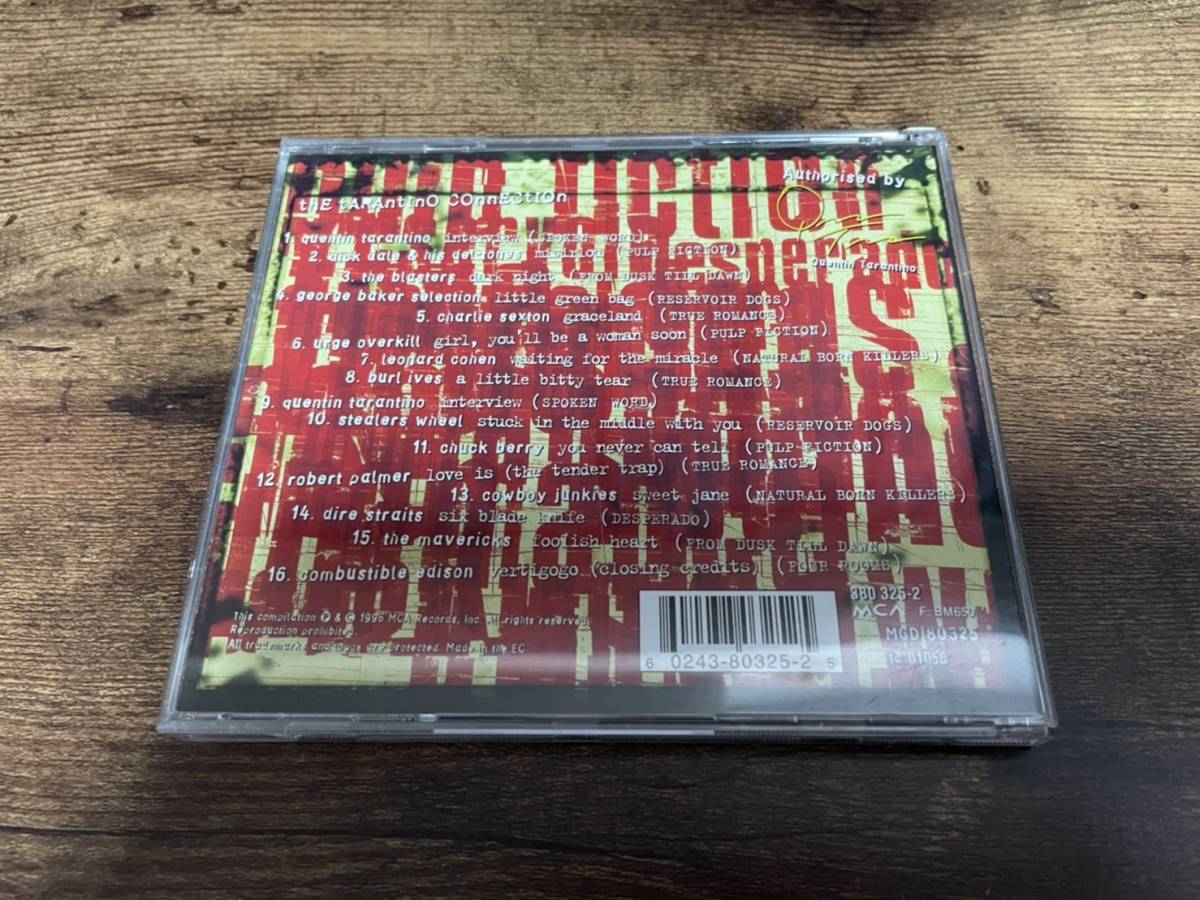 Authorised by
Quentin Tarantino
thE tARAntInO COnnECtIOn
1. quentin tarantino interview (SPOKEN WORD)
2. dick dale & his del-tones misirlou (PULP FICTION)
3. the blasters dark night (FROM DUSK TILL DAWN)
4. george baker selection little green bag (RESERVOIR DOGS)
5. charlie sexton graceland (TRUE ROMANCE)
6. urge overkill girl, you'll be a woman soon (PULP FICTION)
7. leonard cohen waiting for the miracle (NATURAL BORN KILLERS)
8. burl ives a little bitty tear (TRUE ROMANCE)
9. quentin tarantino interview (SPOKEN WORD)
10. stealers wheel stuck in the middle with you (RESERVOIR DOGS)
11. chuck berry you never can tell (PULP FICTION)
12. robert palmer love is (the tender trap) (TRUE ROMANCE)
13. cowboy junkies sweet jane (NATURAL BORN KILLERS)
14. dire straits six blade knife (DESPERADO)
15. the mavericks foolish heart (FROM DUSK TILL DAWN)
16. combustible edison vertigogo (closing credits) (FOUR ROOMS)
This compilation Ⓟ & © 1996 MCA Records, Inc. All rights reserved
Reproduction prohibited.
All trademarks and logos are protected. Made in the EC
6 0243-80325-2 5
380 325-2
MCA F: BM650
MCD 80325
lc 01056